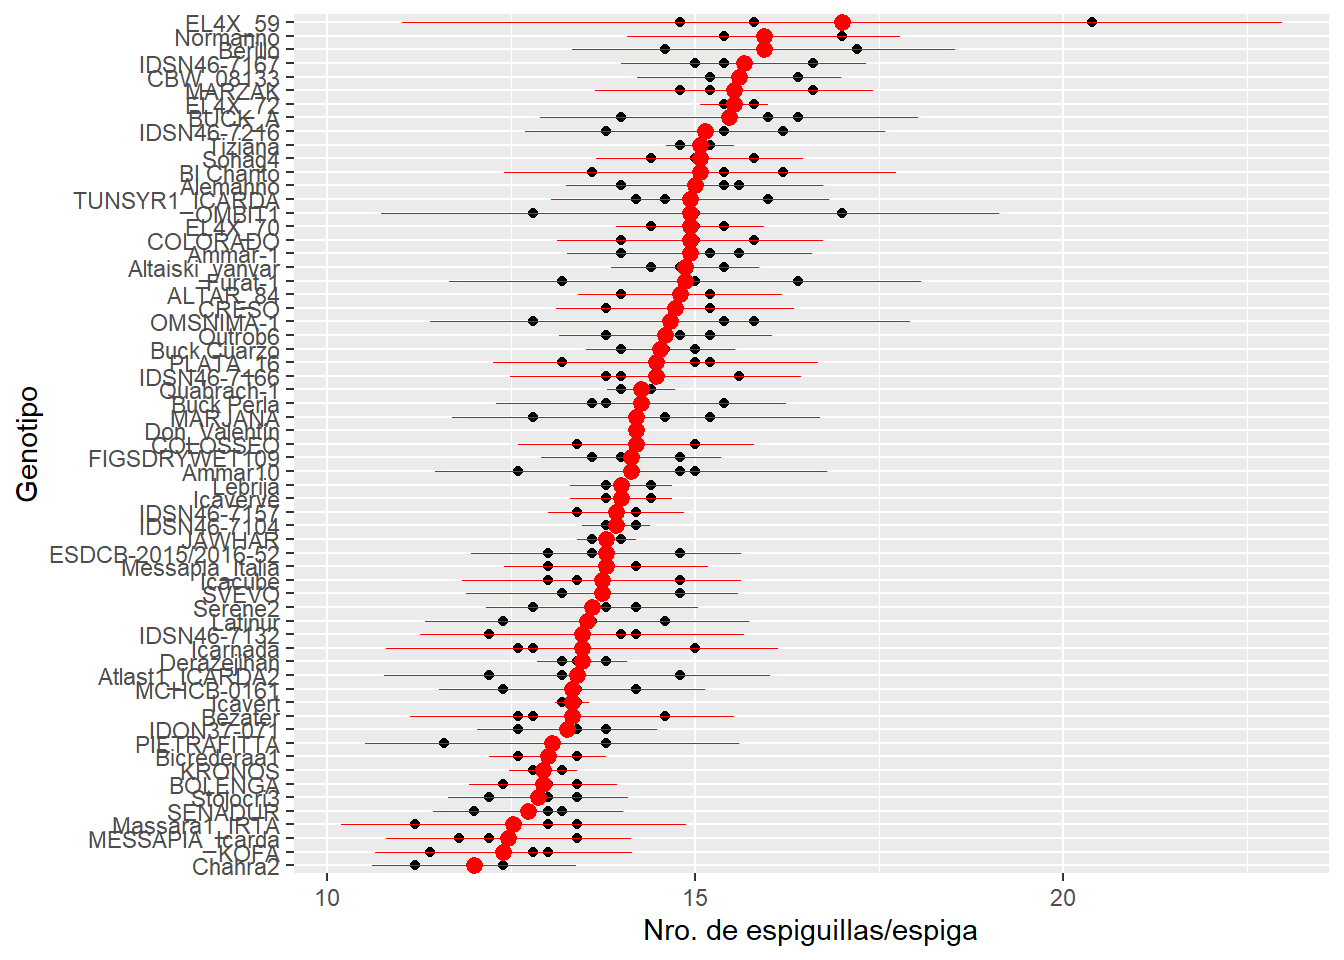 EL4X_59
Normanno
Berillo
IDSN46-7167
CBW_08133
MARZAK
EL4X_72
BUCK_A
IDSN46-7216
Tiziana
Sohad4
BI Chanto
Alemanno
TUNSYR1_ICARDA
OMBIT1
EL4X_70
COLORADO
Ammar-1
Altaiski_yanvar
Furat-1
ALTAR_84
CRESO
OMSNIMA-1
Outrob6
Buck Cuarzo
PLATA_16
IDSN46-7166
Quabrach-1
Buck Perla
MARJANA
Don_Valentin
COLOSSEO
FIGSDRYWET109
Ammar10
Lebrija
Icaverve
IDSN46-7157
IDSN46-7104
JAWHAR
ESDCB-2015/2016-52
Messapia_Italia
Icacube
SVEVO
Serene2
Latinur
IDSN46-7132
Icarnada
Derazeihan
Atlast1_ICARDA2
MCHCB-0161
Icavert
Bezater
IDON37-071
PIETRAFITTA
Bicrederaa1
KRONOS
BOLENGA
Stojocri3
SENADUR
Massara1_IRTA
MESSAPIA_Icarda
KOFA
Chahra2
Genotipo
10 15 20
Nro. de espiguillas/espiga